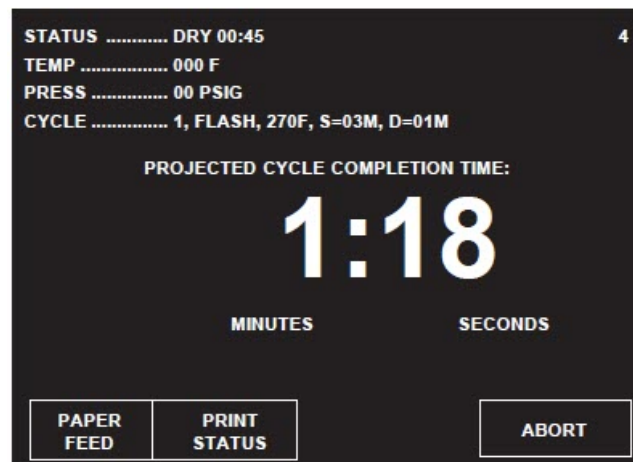 STATUS ............ DRY 00:45 4
TEMP ................. 000 F
PRESS ............... 00 PSIG
CYCLE ............... 1, FLASH, 270F, S=03M, D=01M
PROJECTED CYCLE COMPLETION TIME:
1:18
MINUTES SECONDS
PAPER FEED
PRINT STATUS
ABORT